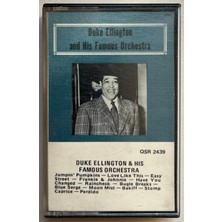 Duke Ellington
and His Famous Orchestra
QSR 2439
DUKE ELLINGTON & HIS
FAMOUS ORCHESTRA
Jumpin' Pumpkins — Love Like This — Easy
Street — Frankie & Johnnie — Have You
Changed — Raincheck — Bugle Breaks —
Blue Serge — Moon Mist — Bakiff — Stomp
Caprice — Perdido